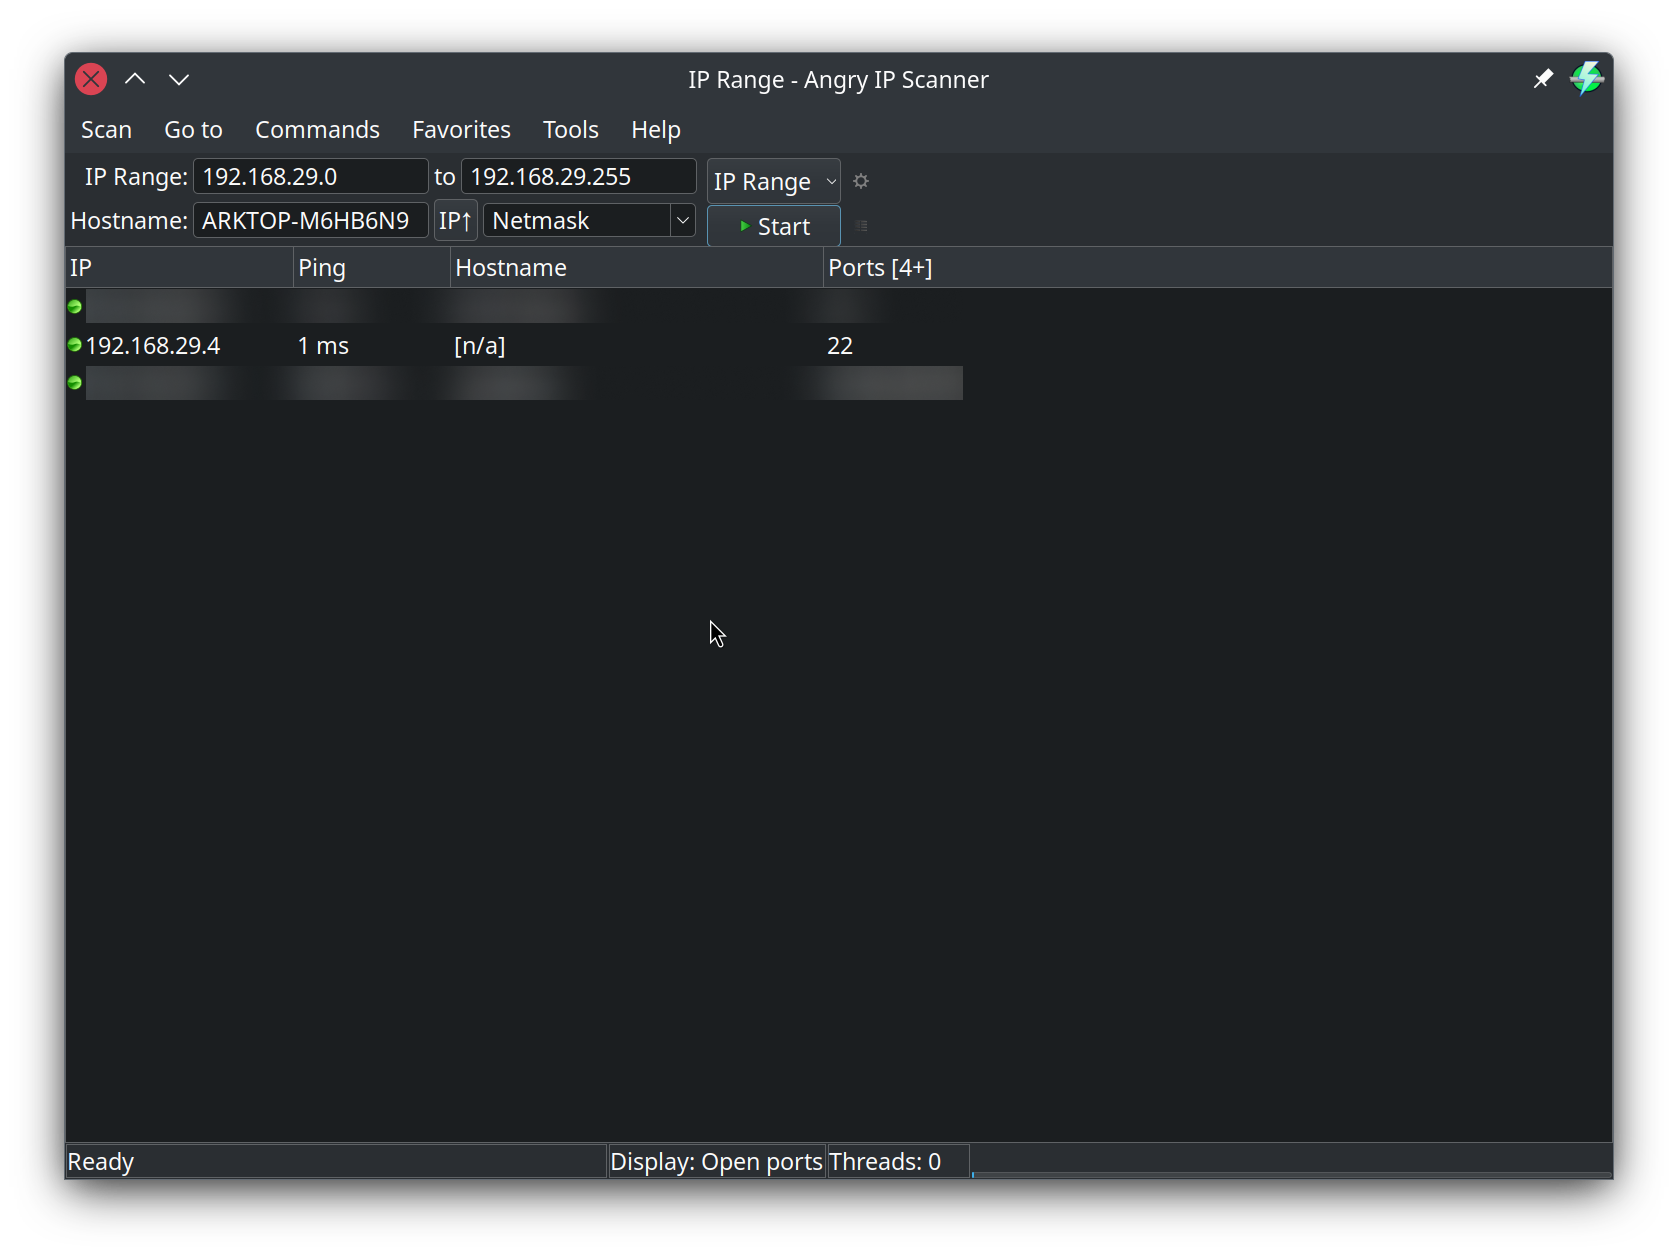 IP Range - Angry IP Scanner
Scan Go to Commands Favorites Tools Help
IP Range: 192.168.29.0 to 192.168.29.255 IP Range
Hostname: ARKTOP-M6HB6N9 IP↑ Netmask Start
IP Ping Hostname Ports [4+]
192.168.29.4 1 ms [n/a] 22
Ready Display: Open ports Threads: 0